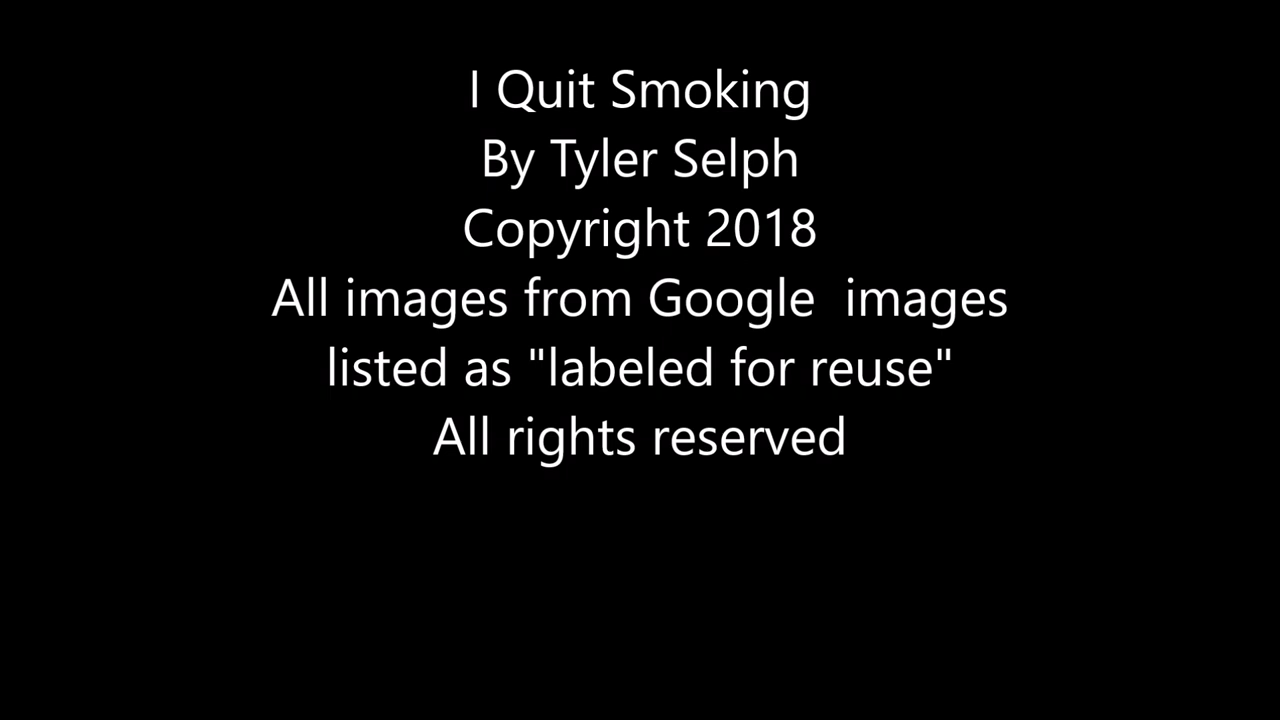 I Quit Smoking
By Tyler Selph
Copyright 2018
All images from Google  images
listed as "labeled for reuse"
All rights reserved